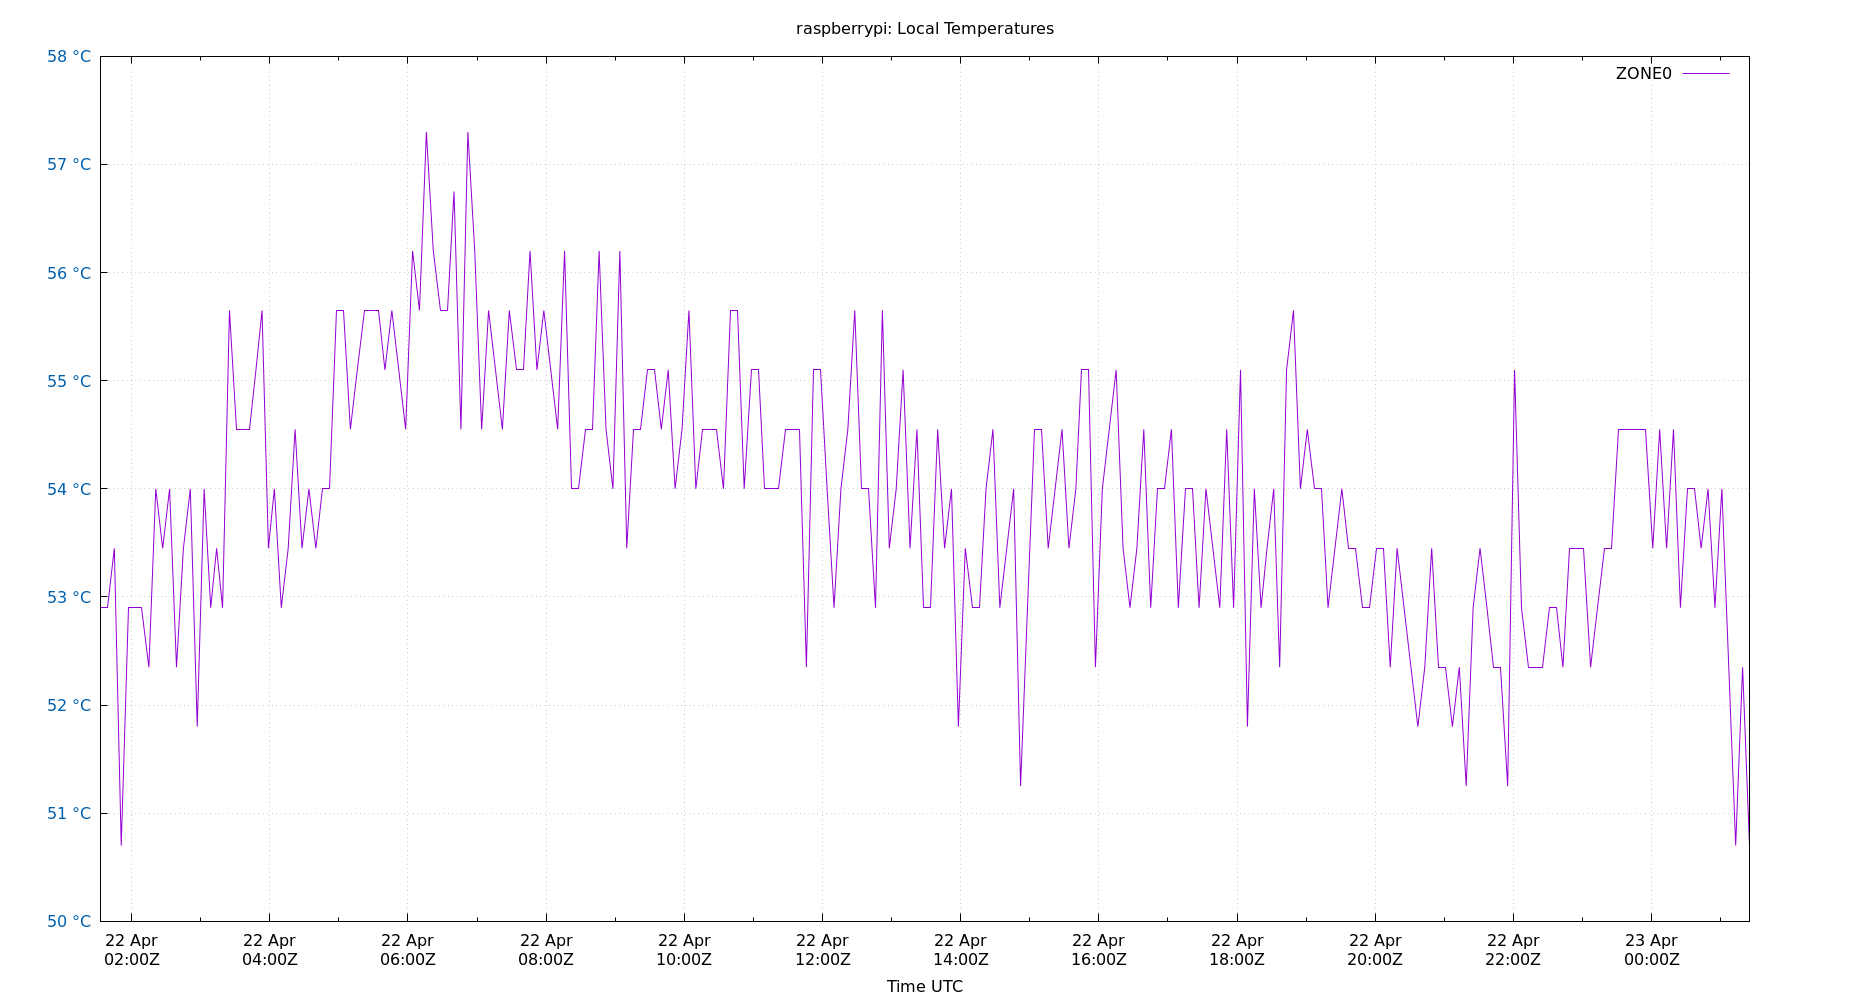 raspberrypi: Local Temperatures
58 °C
ZONE0
57 °C
56 °C
55 °C
54 °C
53 °C
52 °C
51 °C
50 °C
22 Apr 22 Apr 22 Apr 22 Apr 22 Apr 22 Apr 22 Apr 22 Apr 22 Apr 22 Apr 22 Apr 23 Apr
02:00Z 04:00Z 06:00Z 08:00Z 10:00Z 12:00Z 14:00Z 16:00Z 18:00Z 20:00Z 22:00Z 00:00Z
Time UTC